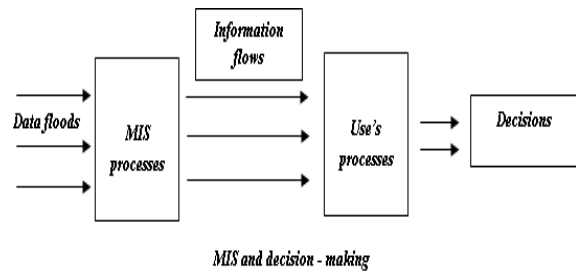 Information
flows
Data floods
MIS
processes
Use's
processes
Decisions
MIS and decision - making